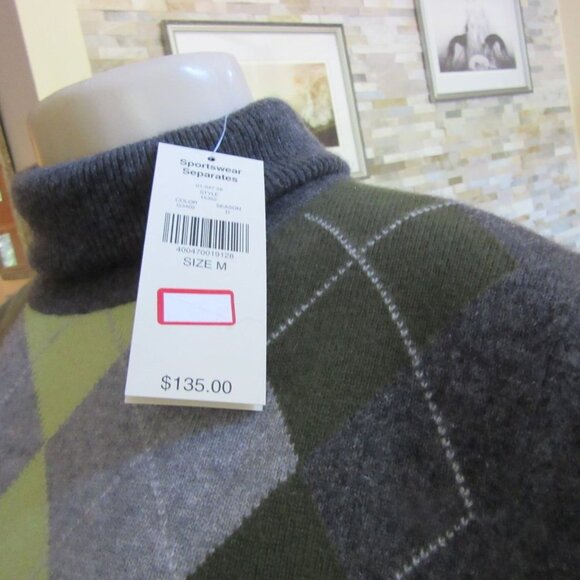 Sportswear
Separates
STYLE
COLOR SEASON
400470019128
SIZE M
$135.00